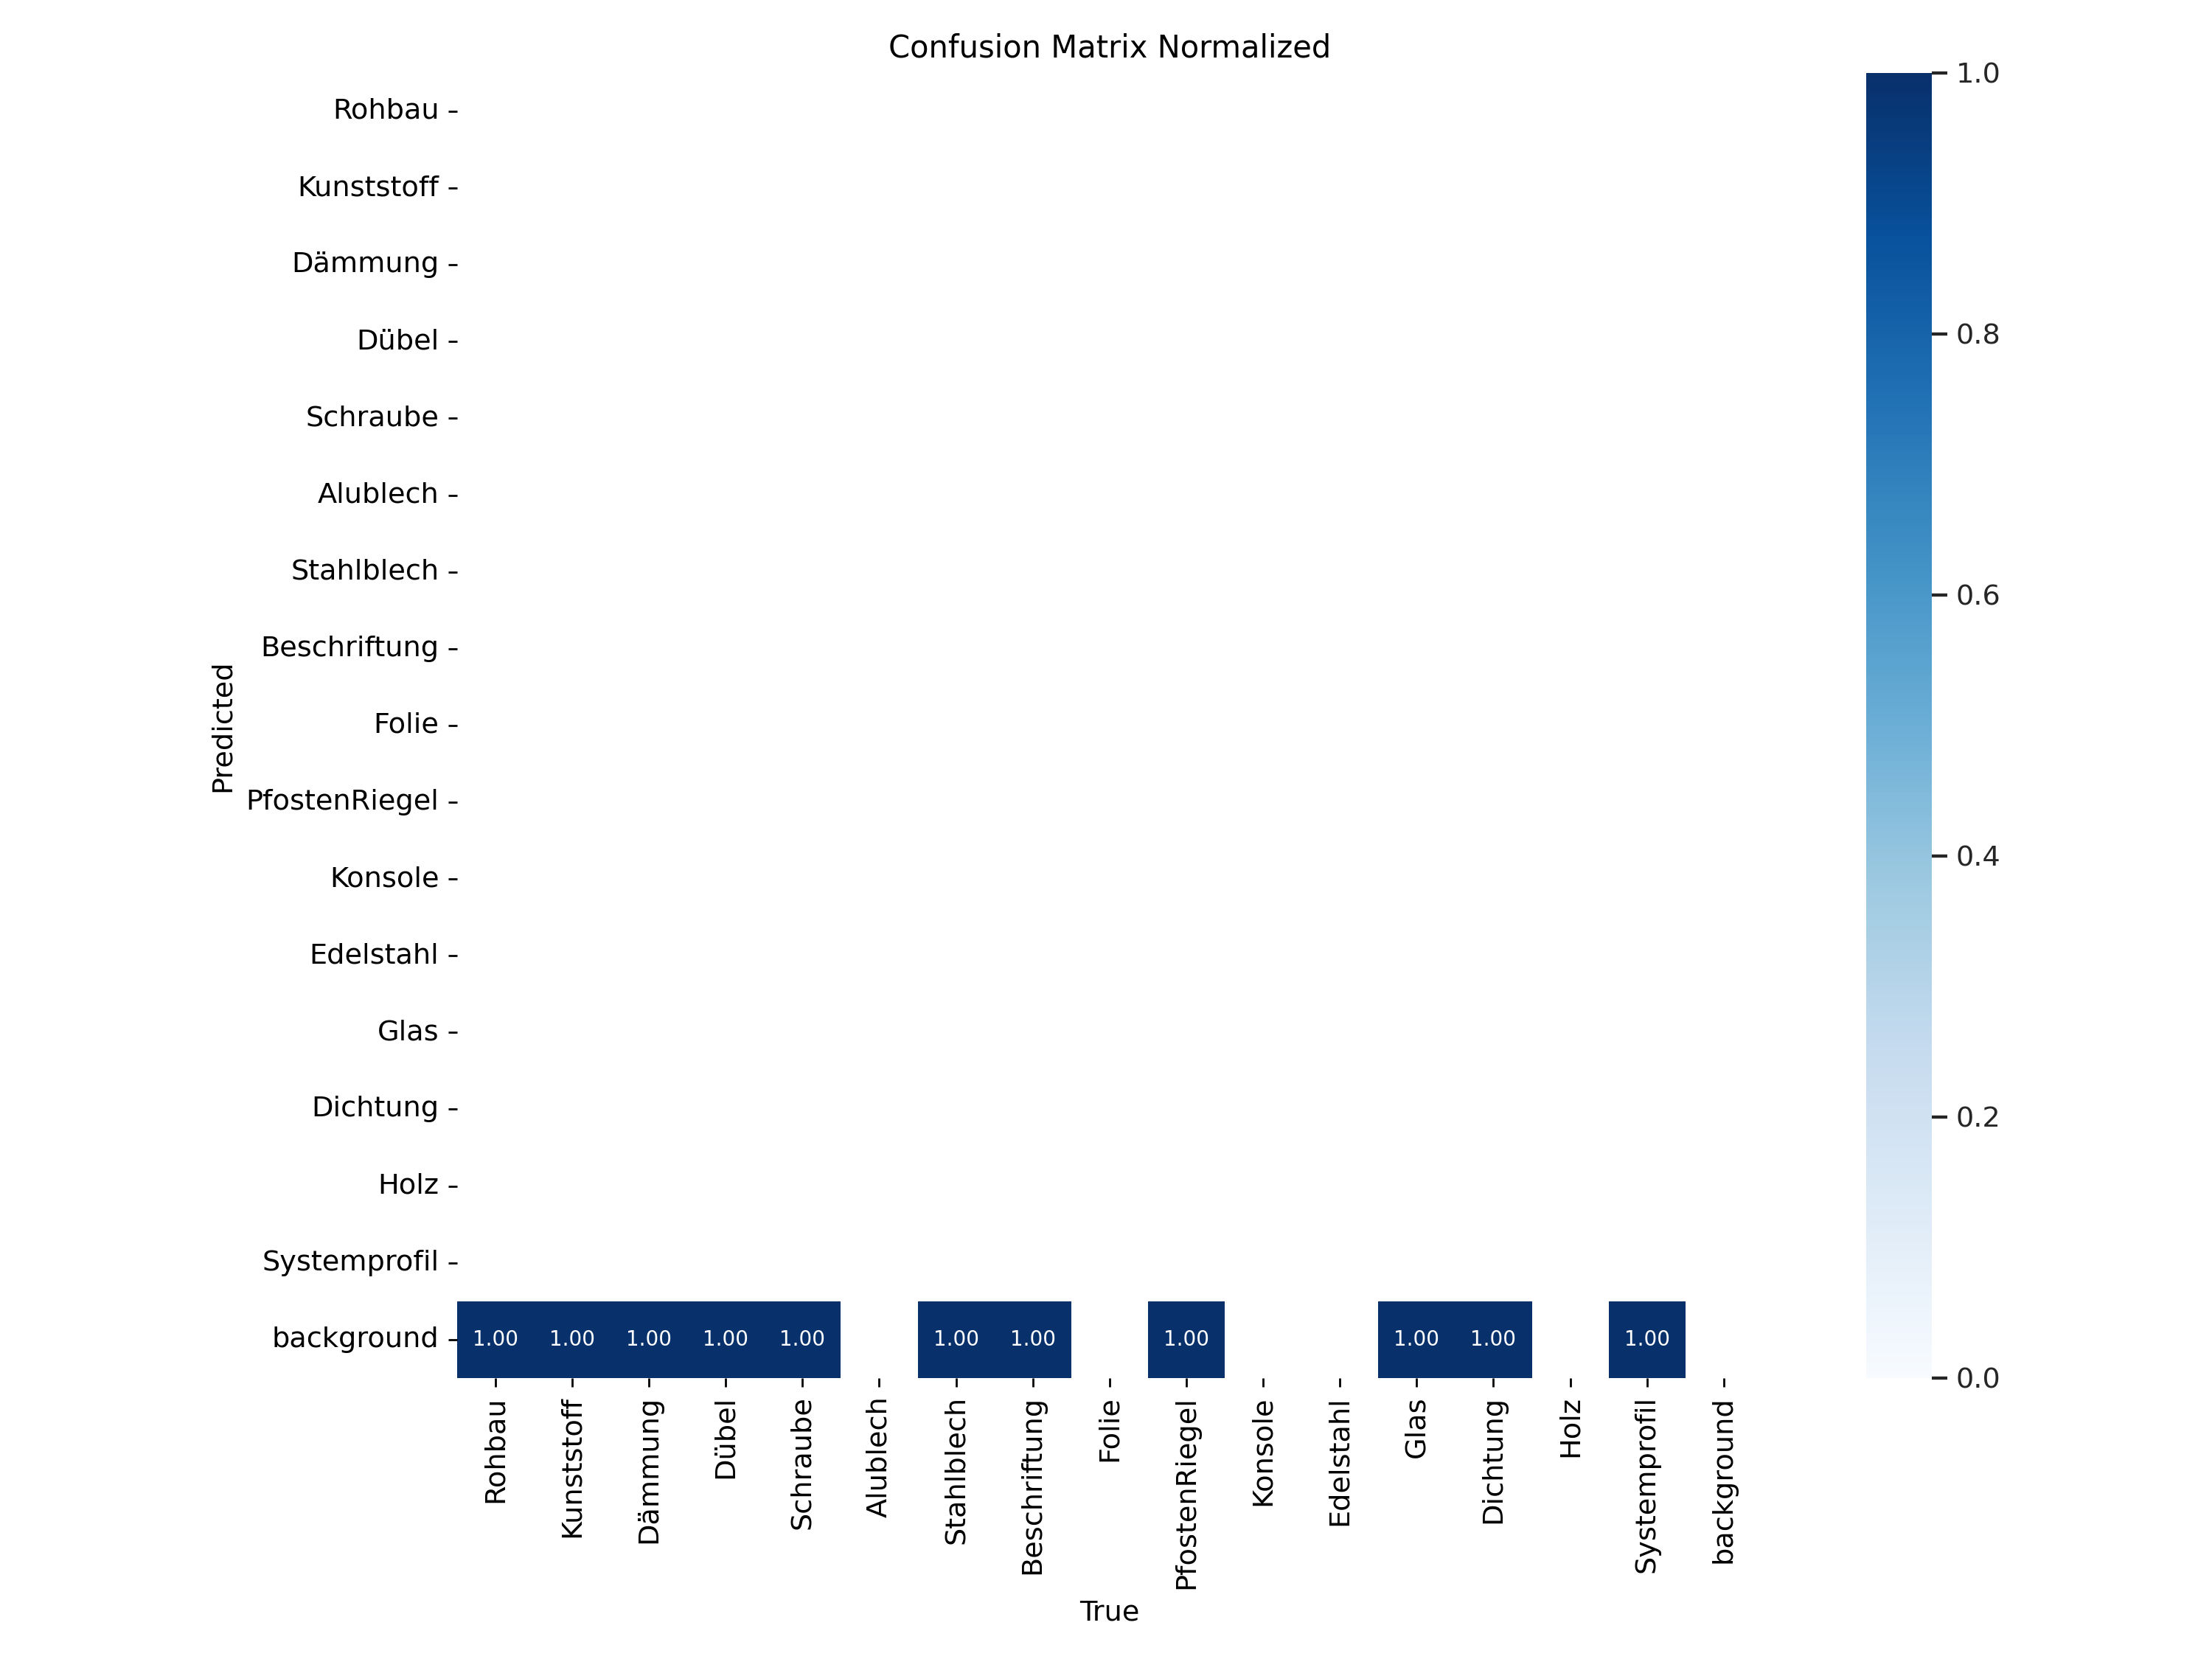 Confusion Matrix Normalized
Rohbau
Kunststoff
Dämmung
Dübel
Schraube
Alublech
Stahlblech
Beschriftung
Folie
PfostenRiegel
Konsole
Edelstahl
Glas
Dichtung
Holz
Systemprofil
background
Predicted
1.00 1.00 1.00 1.00 1.00 1.00 1.00 1.00 1.00 1.00 1.00
Rohbau
Kunststoff
Dämmung
Dübel
Schraube
Alublech
Stahlblech
Beschriftung
Folie
PfostenRiegel
Konsole
Edelstahl
Glas
Dichtung
Holz
Systemprofil
background
True
1.0
0.8
0.6
0.4
0.2
0.0